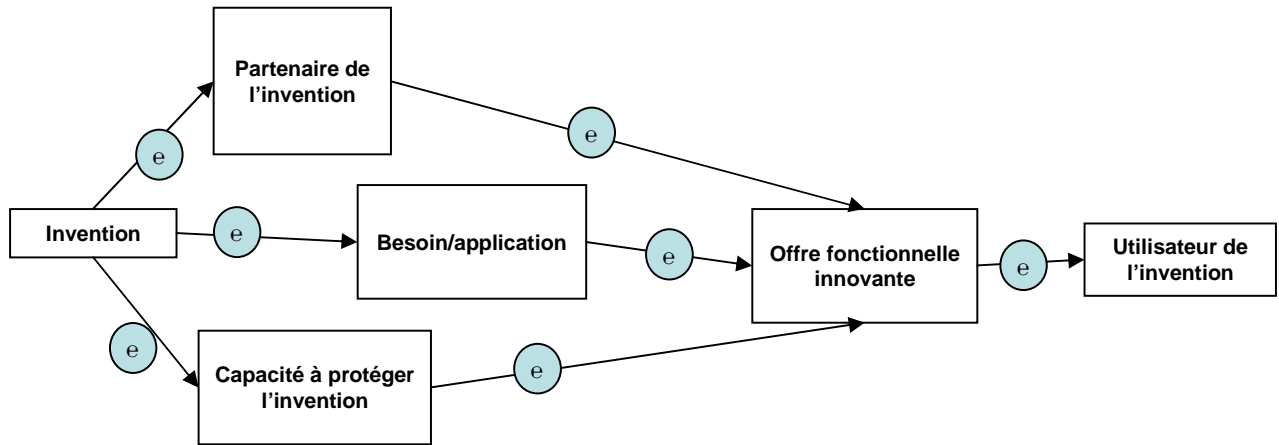 Partenaire de
l’invention
e
e
Invention
e
Besoin/application
e
Offre fonctionnelle
innovante
e
Utilisateur de
l’invention
e
Capacité à protéger
l’invention
e